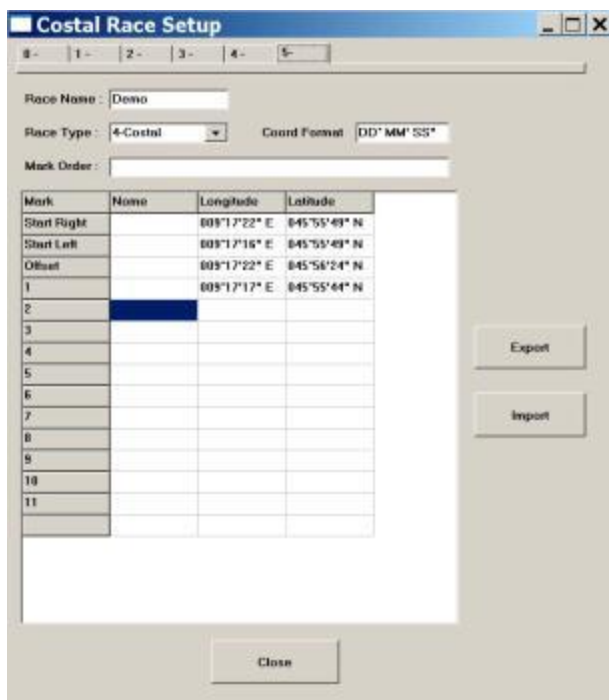 Costal Race Setup
0- 1- 2- 3- 4- 5-
Race Name : Demo
Race Type : 4-Costal Coord Format DD° MM' SS"
Mark Order :
Mark Nome Longitude Latitude
Start Right 009°17'22" E 045°55'49" N
Start Left 009°17'16" E 045°55'49" N
Offset 009°17'22" E 045°56'24" N
1 009°17'17" E 045°55'44" N
2
3
4
Export
5
6
7
Import
8
9
10
11
Close